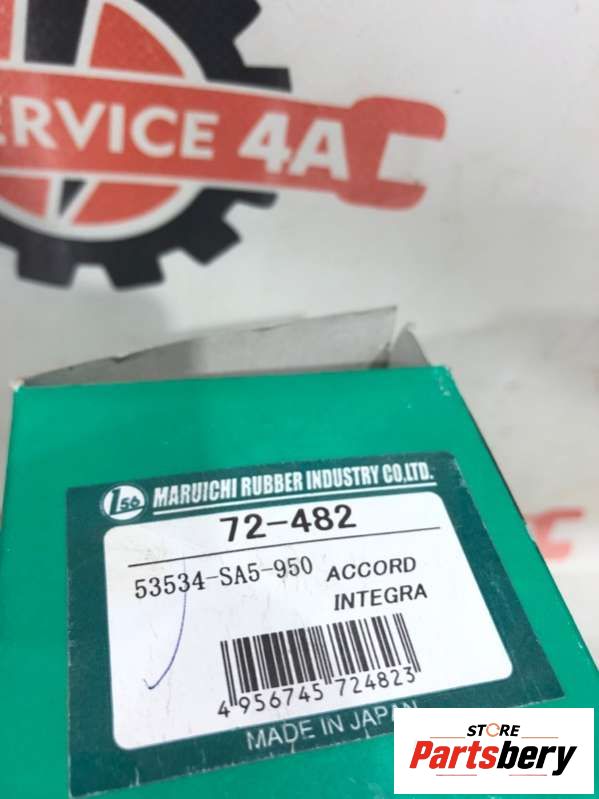 SERVICE 4A
156 MARUICHI RUBBER INDUSTRY CO,LTD.
72-482
53534-SA5-950 ACCORD
INTEGRA
4 956745 724823
MADE IN JAPAN
STORE
Partsbery